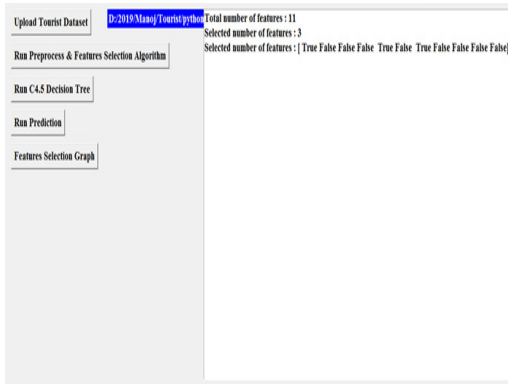 Upload Tourist Dataset
D:/2019/Manoj/Tourist/python
Total number of features : 11
Selected number of features : 3
Run Preprocess & Features Selection Algorithm
Selected number of features : [ True False False False  True False  True False False False False]
Run C4.5 Decision Tree
Run Prediction
Features Selection Graph